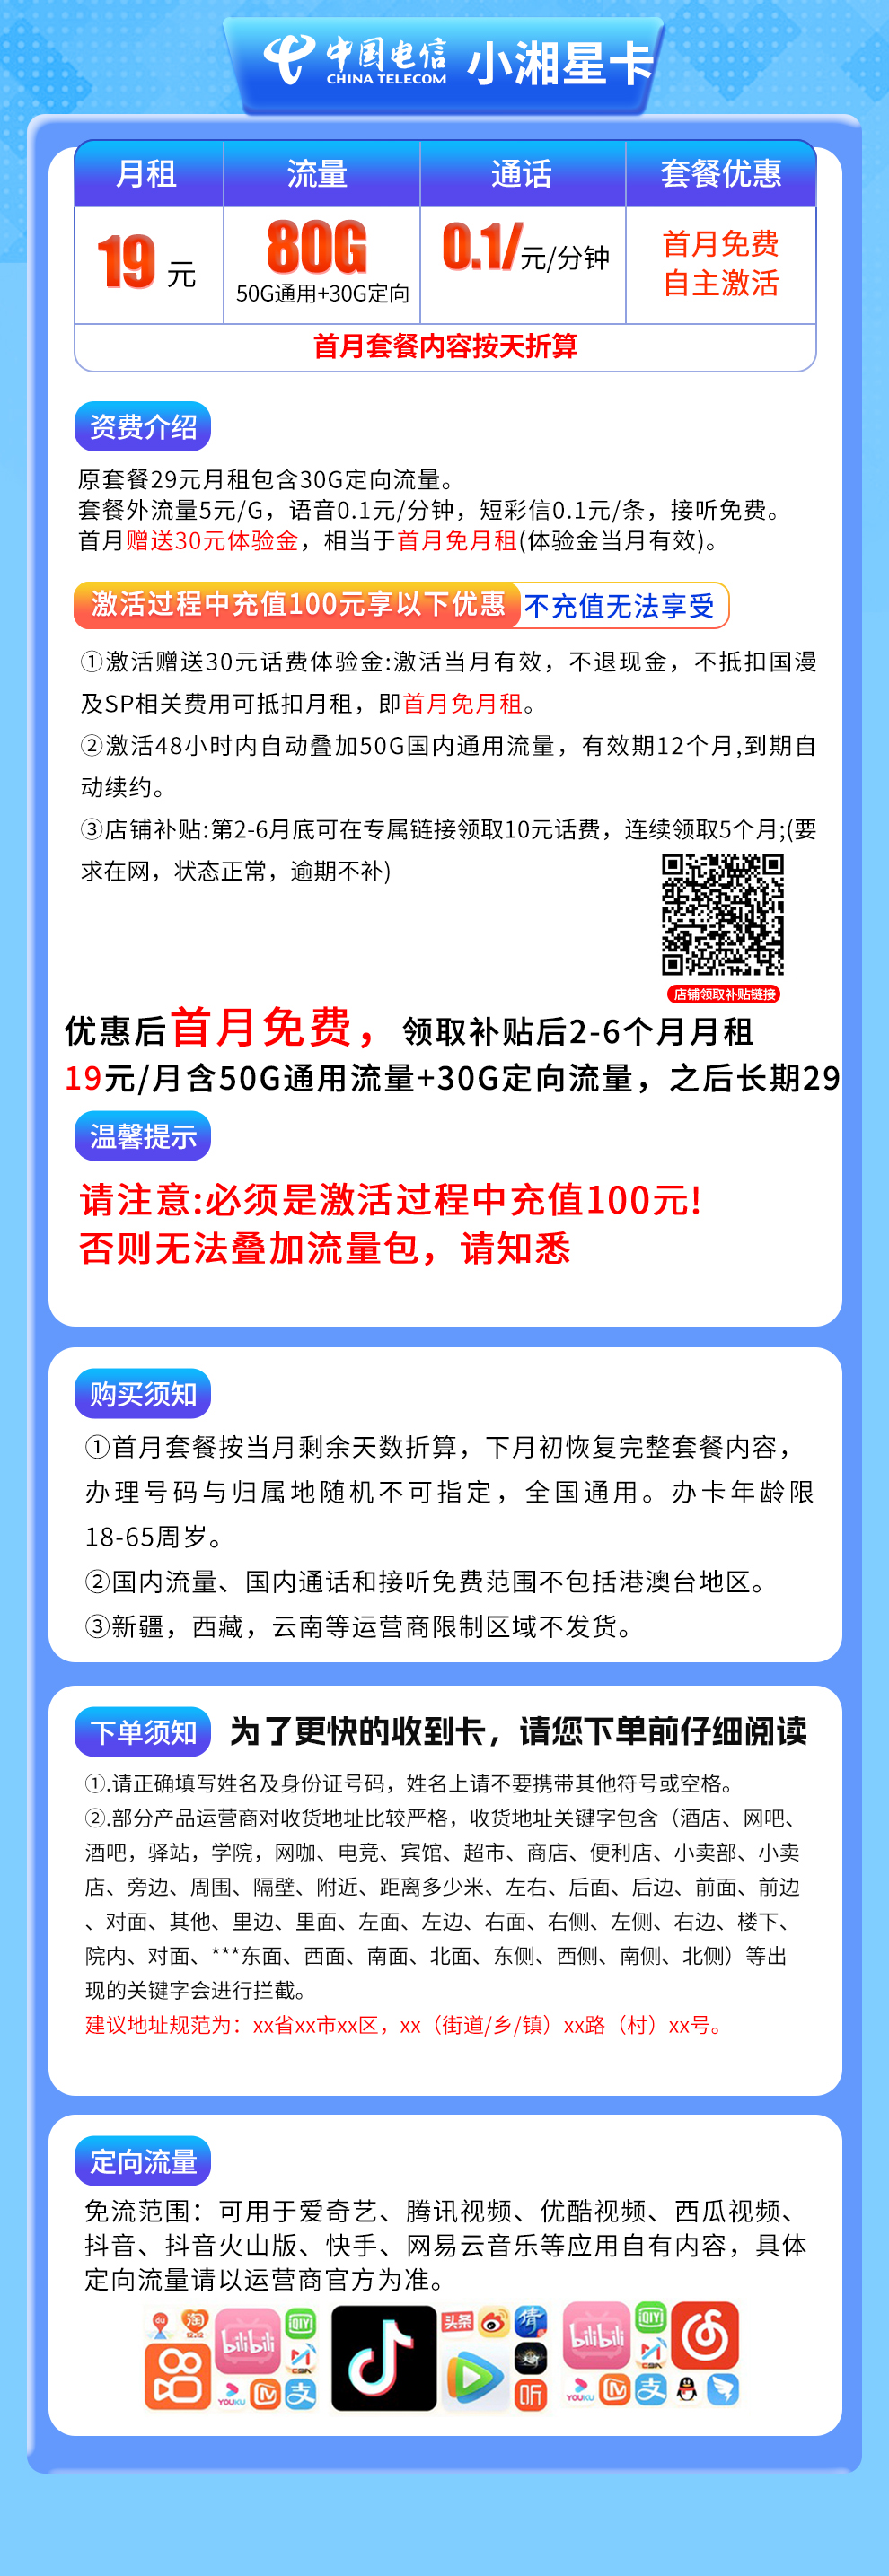 中国电信 CHINA TELECOM 小湘星卡
月租 流量 通话 套餐优惠
19元 80G 0.1/元/分钟 首月免费
50G通用+30G定向 自主激活
首月套餐内容按天折算
资费介绍
原套餐29元月租包含30G定向流量。
套餐外流量5元/G，语音0.1元/分钟，短彩信0.1元/条，接听免费。
首月赠送30元体验金，相当于首月免月租(体验金当月有效)。
激活过程中充值100元享以下优惠 不充值无法享受
①激活赠送30元话费体验金:激活当月有效，不退现金，不抵扣国漫
及SP相关费用可抵扣月租，即首月免月租。
②激活48小时内自动叠加50G国内通用流量，有效期12个月,到期自
动续约。
③店铺补贴:第2-6月底可在专属链接领取10元话费，连续领取5个月;(要
求在网，状态正常，逾期不补)
店铺领取补贴链接
优惠后首月免费，领取补贴后2-6个月月租
19元/月含50G通用流量+30G定向流量，之后长期29
温馨提示
请注意:必须是激活过程中充值100元!
否则无法叠加流量包，请知悉
购买须知
①首月套餐按当月剩余天数折算，下月初恢复完整套餐内容，
办理号码与归属地随机不可指定，全国通用。办卡年龄限
18-65周岁。
②国内流量、国内通话和接听免费范围不包括港澳台地区。
③新疆，西藏，云南等运营商限制区域不发货。
下单须知 为了更快的收到卡，请您下单前仔细阅读
①.请正确填写姓名及身份证号码，姓名上请不要携带其他符号或空格。
②.部分产品运营商对收货地址比较严格，收货地址关键字包含（酒店、网吧、
酒吧，驿站，学院，网咖、电竞、宾馆、超市、商店、便利店、小卖部、小卖
店、旁边、周围、隔壁、附近、距离多少米、左右、后面、后边、前面、前边
、对面、其他、里边、里面、左面、左边、右面、右侧、左侧、右边、楼下、
院内、对面、***东面、西面、南面、北面、东侧、西侧、南侧、北侧）等出
现的关键字会进行拦截。
建议地址规范为：xx省xx市xx区，xx（街道/乡/镇）xx路（村）xx号。
定向流量
免流范围：可用于爱奇艺、腾讯视频、优酷视频、西瓜视频、
抖音、抖音火山版、快手、网易云音乐等应用自有内容，具体
定向流量请以运营商官方为准。
du 淘 12.12 bilibili iQIY 头条 倩 bilibili iQIY
YOUKU 支 听 YOUKU 支